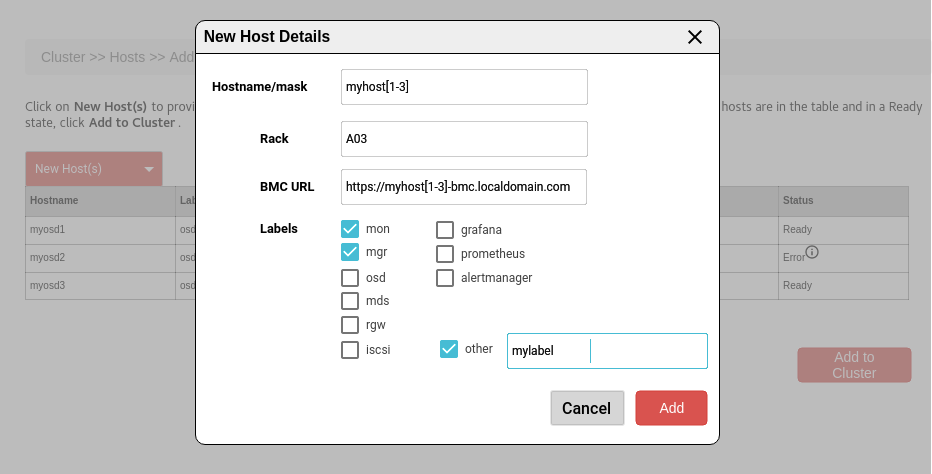 New Host Details
Cluster >> Hosts >> Add
Hostname/mask
myhost[1-3]
Click on New Host(s) to provi
hosts are in the table and in a Ready
state, click Add to Cluster .
Rack
A03
New Host(s)
BMC URL
https://myhost[1-3]-bmc.localdomain.com
Hostname
Lab
Status
Labels
mon
grafana
myosd1
osd
Ready
mgr
prometheus
myosd2
osd
Error
osd
alertmanager
myosd3
osd
Ready
mds
rgw
iscsi
other
mylabel
Add to
Cluster
Cancel
Add